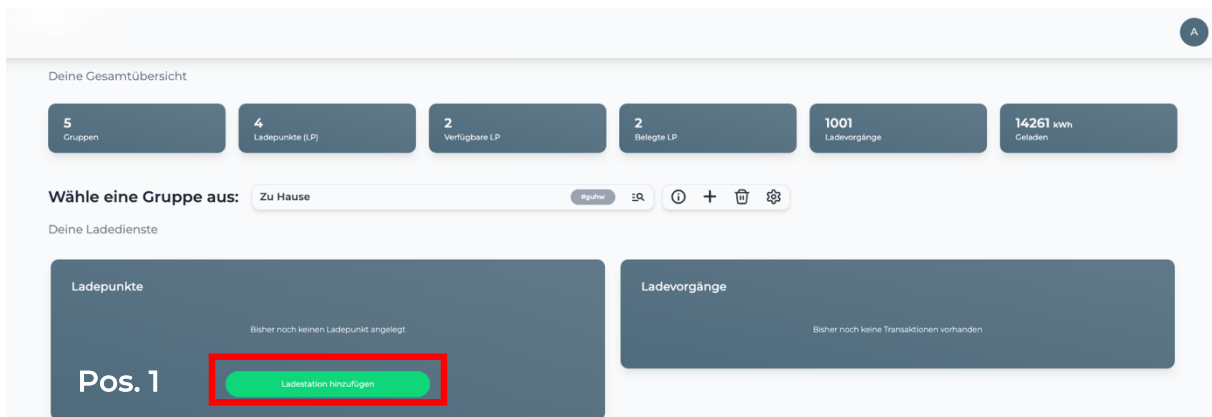 A
Deine Gesamtübersicht
5
Gruppen
4
Ladepunkte (LP)
2
Verfügbare LP
2
Belegte LP
1001
Ladevorgänge
14261 kWh
Geladen
Wähle eine Gruppe aus: Zu Hause #guhw
Deine Ladedienste
Ladepunkte
Bisher noch keinen Ladepunkt angelegt
Pos. 1
Ladestation hinzufügen
Ladevorgänge
Bisher noch keine Transaktionen vorhanden